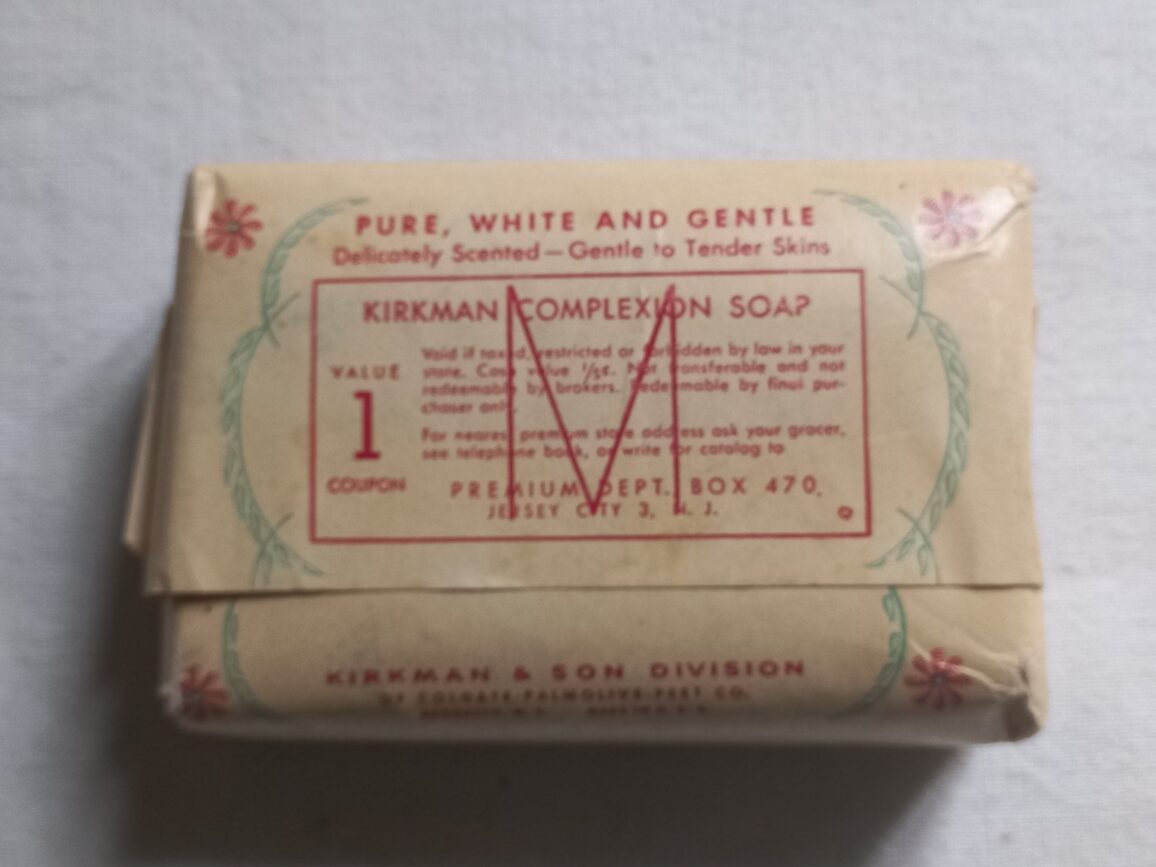 PURE, WHITE AND GENTLE
Delicately Scented—Gentle to Tender Skins
KIRKMAN COMPLEXION SOAP
VALUE
1
COUPON
Void if taxed, restricted or forbidden by law in your
state. Cash value 1/5¢. Not transferable and not
redeemable by brokers. Redeemable by final pur-
chaser only.
For nearest premium store address ask your grocer,
see telephone book, or write for catalog to
PREMIUM DEPT. BOX 470,
JERSEY CITY 3, N. J.
M
KIRKMAN & SON DIVISION
OF COLGATE-PALMOLIVE-PEET CO.